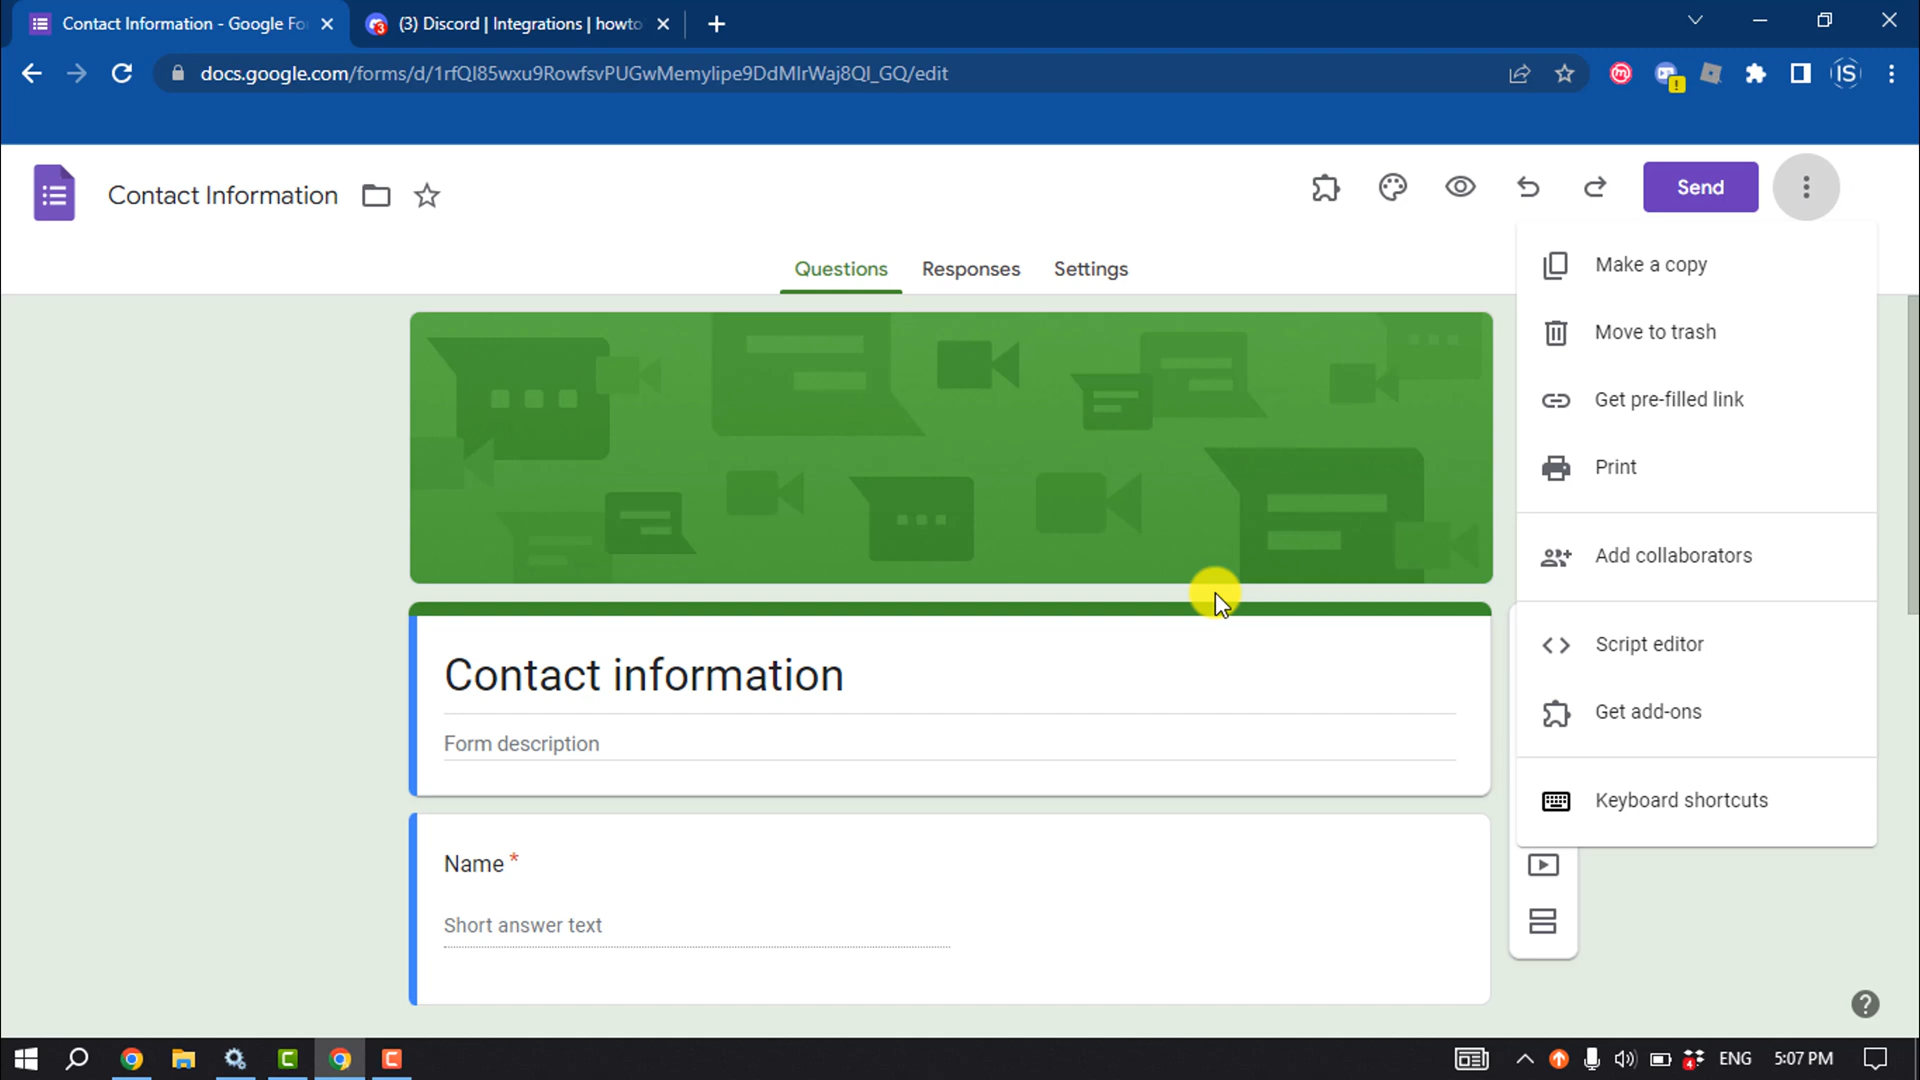 Contact Information - Google Fo
(3) Discord | Integrations | howto
docs.google.com/forms/d/1rfQl85wxu9RowfsvPUGwMemylipe9DdMlrWaj8Ql_GQ/edit
IS
Contact Information
Send
Questions
Responses
Settings
Make a copy
Move to trash
Get pre-filled link
Print
Add collaborators
Script editor
Get add-ons
Keyboard shortcuts
Contact information
Form description
Name *
Short answer text
ENG
5:07 PM